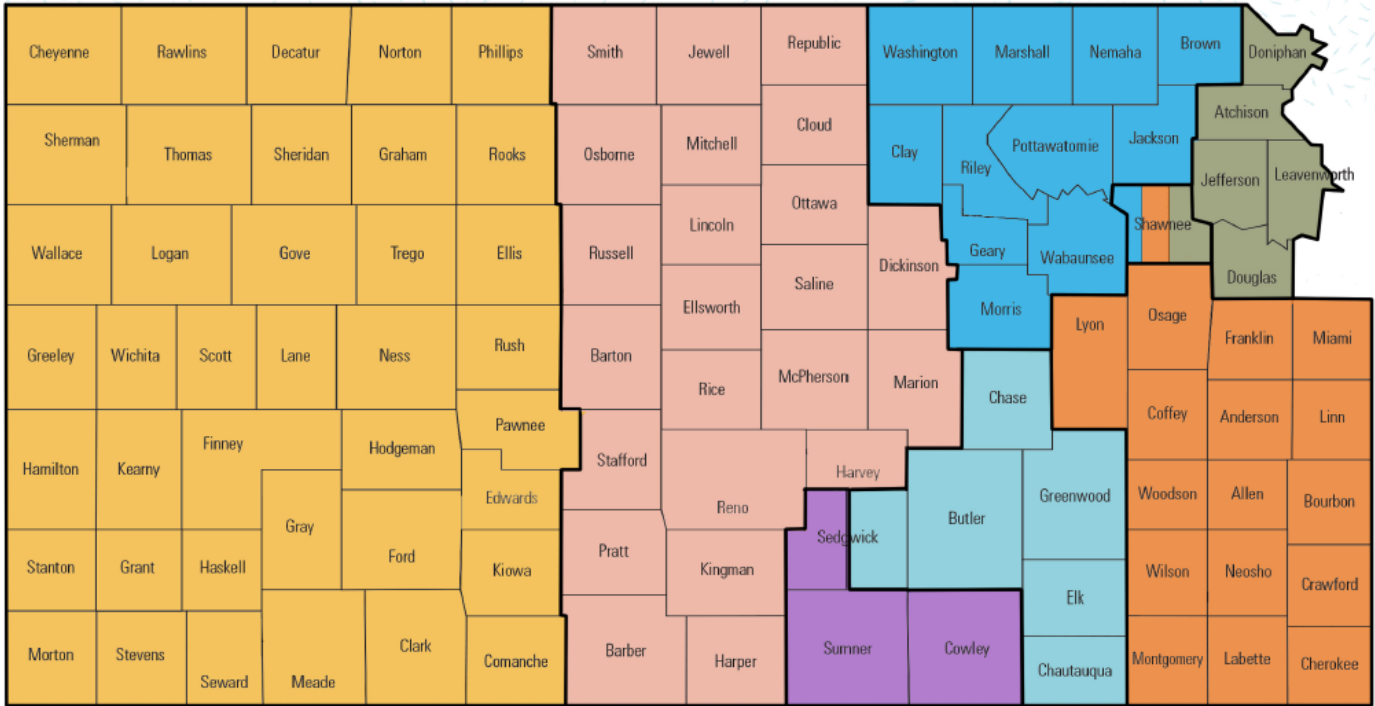 Cheyenne
Rawlins
Decatur
Norton
Phillips
Smith
Jewell
Republic
Washington
Marshall
Nemaha
Brown
Doniphan
Sherman
Thomas
Sheridan
Graham
Rooks
Osborne
Mitchell
Cloud
Clay
Riley
Pottawatomie
Jackson
Atchison
Jefferson
Leavenworth
Wallace
Logan
Gove
Trego
Ellis
Russell
Lincoln
Ottawa
Dickinson
Geary
Wabaunsee
Shawnee
Douglas
Ellsworth
Saline
Morris
Lyon
Osage
Franklin
Miami
Greeley
Wichita
Scott
Lane
Ness
Rush
Barton
Rice
McPherson
Marion
Chase
Coffey
Anderson
Linn
Hamilton
Kearny
Finney
Hodgeman
Pawnee
Edwards
Stafford
Reno
Harvey
Butler
Greenwood
Woodson
Allen
Bourbon
Gray
Ford
Sedgwick
Stanton
Grant
Haskell
Kiowa
Pratt
Kingman
Elk
Wilson
Neosho
Crawford
Morton
Stevens
Seward
Meade
Clark
Comanche
Barber
Harper
Sumner
Cowley
Chautauqua
Montgomery
Labette
Cherokee